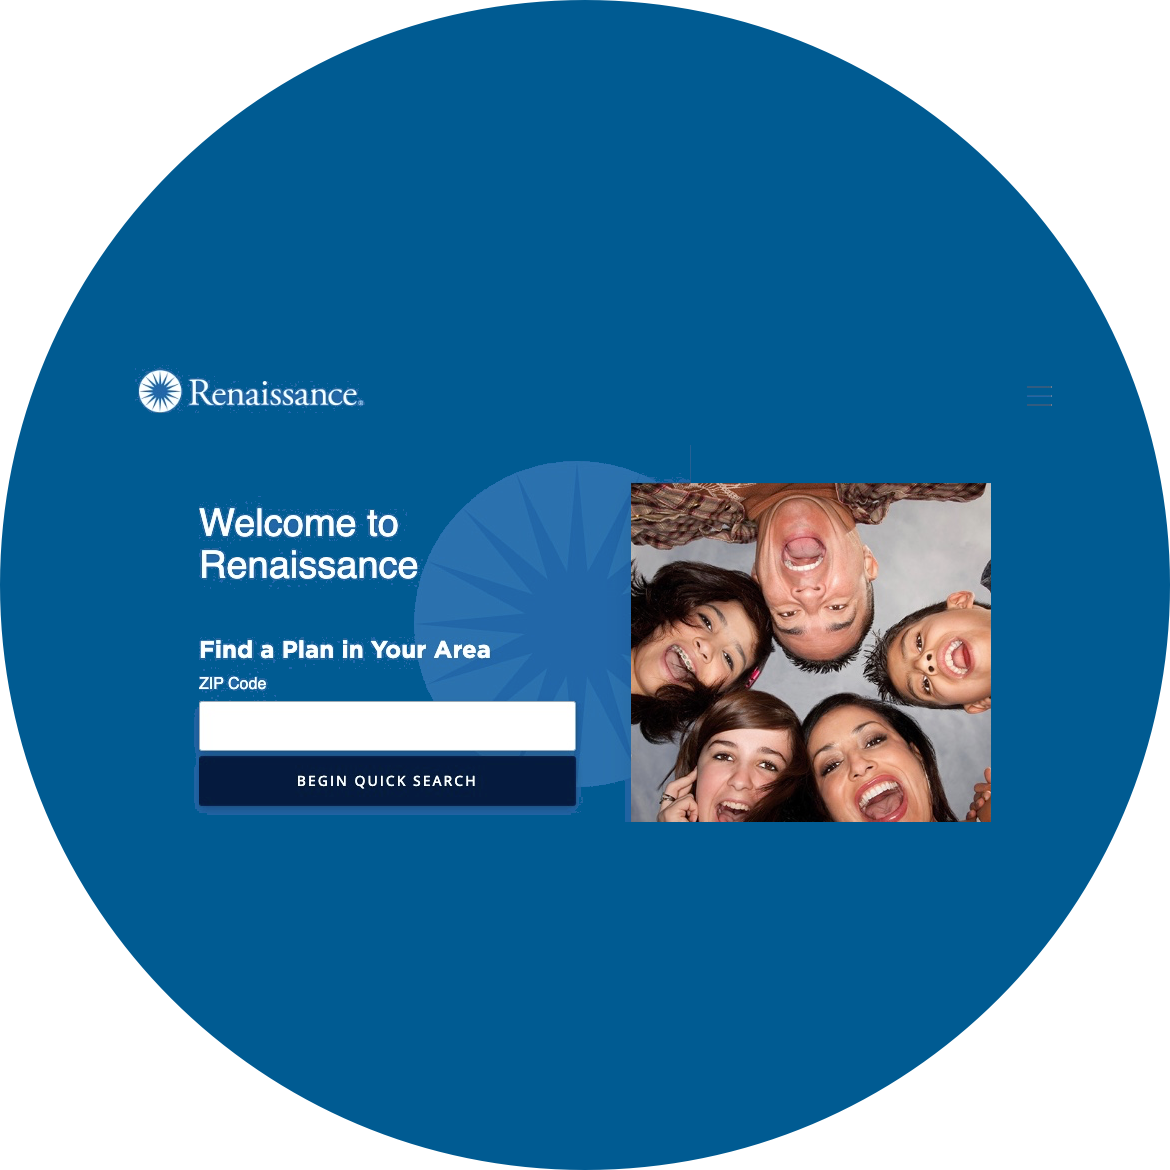 Renaissance®
Welcome to
Renaissance
Find a Plan in Your Area
ZIP Code
BEGIN QUICK SEARCH